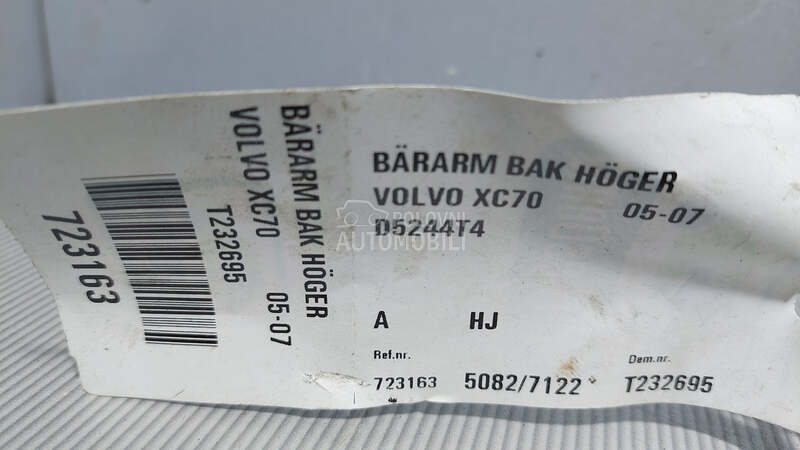 723163
BÄRARM BAK HÖGER
VOLVO XC70 05-07
T232695
BÄRARM BAK HÖGER
VOLVO XC70 05-07
D5244T4
A HJ
Ref.nr. Dem.nr.
723163 5082/7122 T232695
POLOVNI
AUTOMOBILI